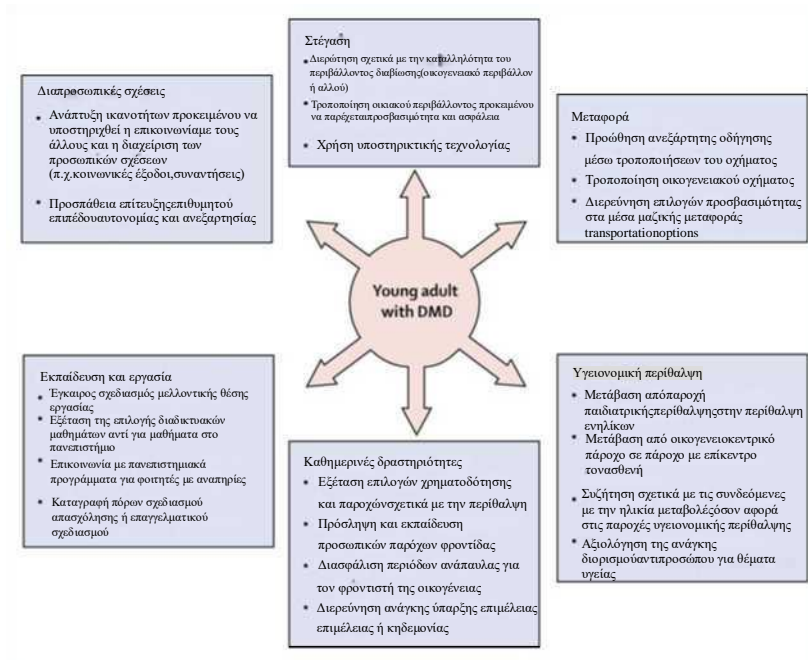 Στέγαση
• Διερώτηση σχετικά με την καταλληλότητα του
περιβάλλοντος διαβίωσης(οικογενειακό περιβάλλον
ή αλλού)
• Τροποποίηση οικιακού περιβάλλοντος προκειμένου
να παρέχεταιπροσβασιμότητα και ασφάλεια
• Χρήση υποστηρικτικής τεχνολογίας
Διαπροσωπικές σχέσεις
• Ανάπτυξη ικανοτήτων προκειμένου να
υποστηριχθεί η επικοινωνίαμε τους
άλλους και η διαχείριση των
προσωπικών σχέσεων
(π.χ.κοινωνικές έξοδοι,συναντήσεις)
• Προσπάθεια επίτευξηςεπιθυμητού
επιπέδουαυτονομίας και ανεξαρτησίας
Μεταφορά
• Προώθηση ανεξάρτητης οδήγησης
μέσω τροποποιήσεων του οχήματος
• Τροποποίηση οικογενειακού οχήματος
• Διερεύνηση επιλογών προσβασιμότητας
στα μέσα μαζικής μεταφοράς
transportationoptions
Young adult
with DMD
Εκπαίδευση και εργασία
• Έγκαιρος σχεδιασμός μελλοντικής θέσης
εργασίας
• Εξέταση της επιλογής διαδικτυακών
μαθημάτων αντί για μαθήματα στο
πανεπιστήμιο
• Επικοινωνία με πανεπιστημιακά
προγράμματα για φοιτητές με αναπηρίες
• Καταγραφή πόρων σχεδιασμού
απασχόλησης ή επαγγελματικού
σχεδιασμού
Καθημερινές δραστηριότητες
• Εξέταση επιλογών χρηματοδότησης
και παροχώνσχετικά με την περίθαλψη
• Πρόσληψη και εκπαίδευση
προσωπικών παρόχων φροντίδας
• Διασφάλιση περιόδων ανάπαυλας για
τον φροντιστή της οικογένειας
• Διερεύνηση ανάγκης ύπαρξης επιμέλειας
επιμέλειας ή κηδεμονίας
Υγειονομική περίθαλψη
• Μετάβαση απόπαροχή
παιδιατρικήςπερίθαλψηςστην περίθαλψη
ενηλίκων
• Μετάβαση από οικογενειοκεντρικό
πάροχο σε πάροχο με επίκεντρο
τονασθενή
• Συζήτηση σχετικά με τις συνδεόμενες
με την ηλικία μεταβολέςόσον αφορά
στις παροχές υγειονομικής περίθαλψης
• Αξιολόγηση της ανάγκης
διορισμούαντιπροσώπου για θέματα
υγείας